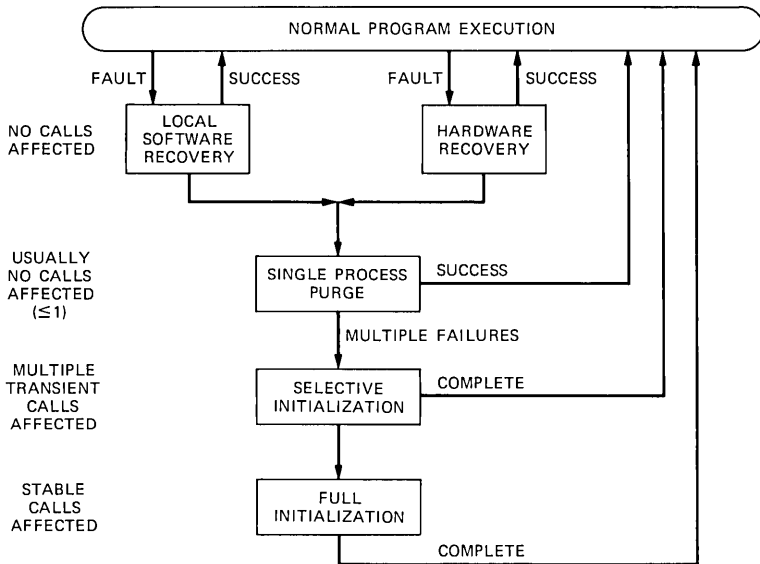 NORMAL PROGRAM EXECUTION
FAULT
SUCCESS
FAULT
SUCCESS
NO CALLS
AFFECTED
LOCAL
SOFTWARE
RECOVERY
HARDWARE
RECOVERY
USUALLY
NO CALLS
AFFECTED
(≦1)
SINGLE PROCESS
PURGE
SUCCESS
MULTIPLE FAILURES
MULTIPLE
TRANSIENT
CALLS
AFFECTED
SELECTIVE
INITIALIZATION
COMPLETE
STABLE
CALLS
AFFECTED
FULL
INITIALIZATION
COMPLETE